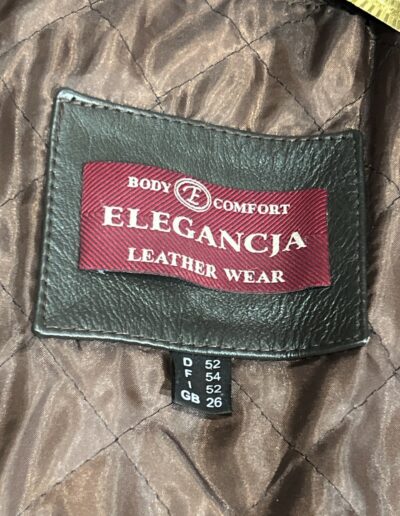 BODY E COMFORT
ELEGANCJA
LEATHER WEAR
D 52
F 54
I 52
GB 26